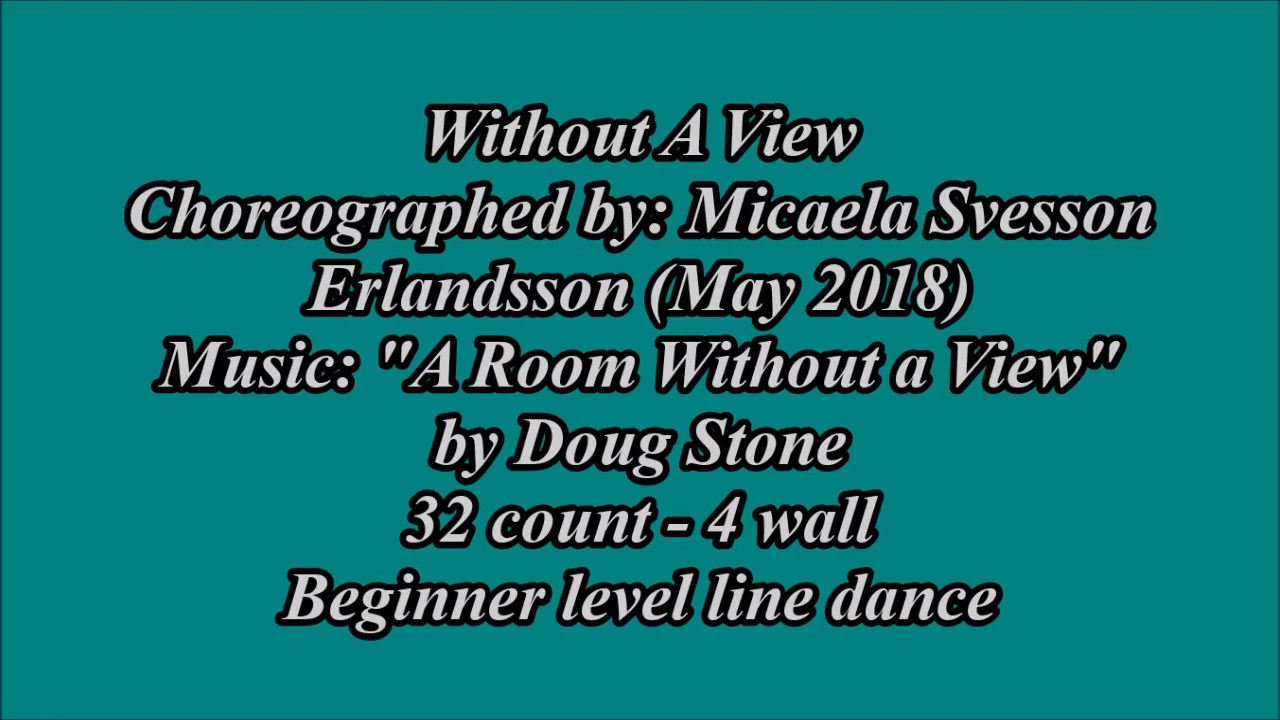 Without A View
Choreographed by: Micaela Svesson
Erlandsson (May 2018)
Music: "A Room Without a View"
by Doug Stone
32 count - 4 wall
Beginner level line dance